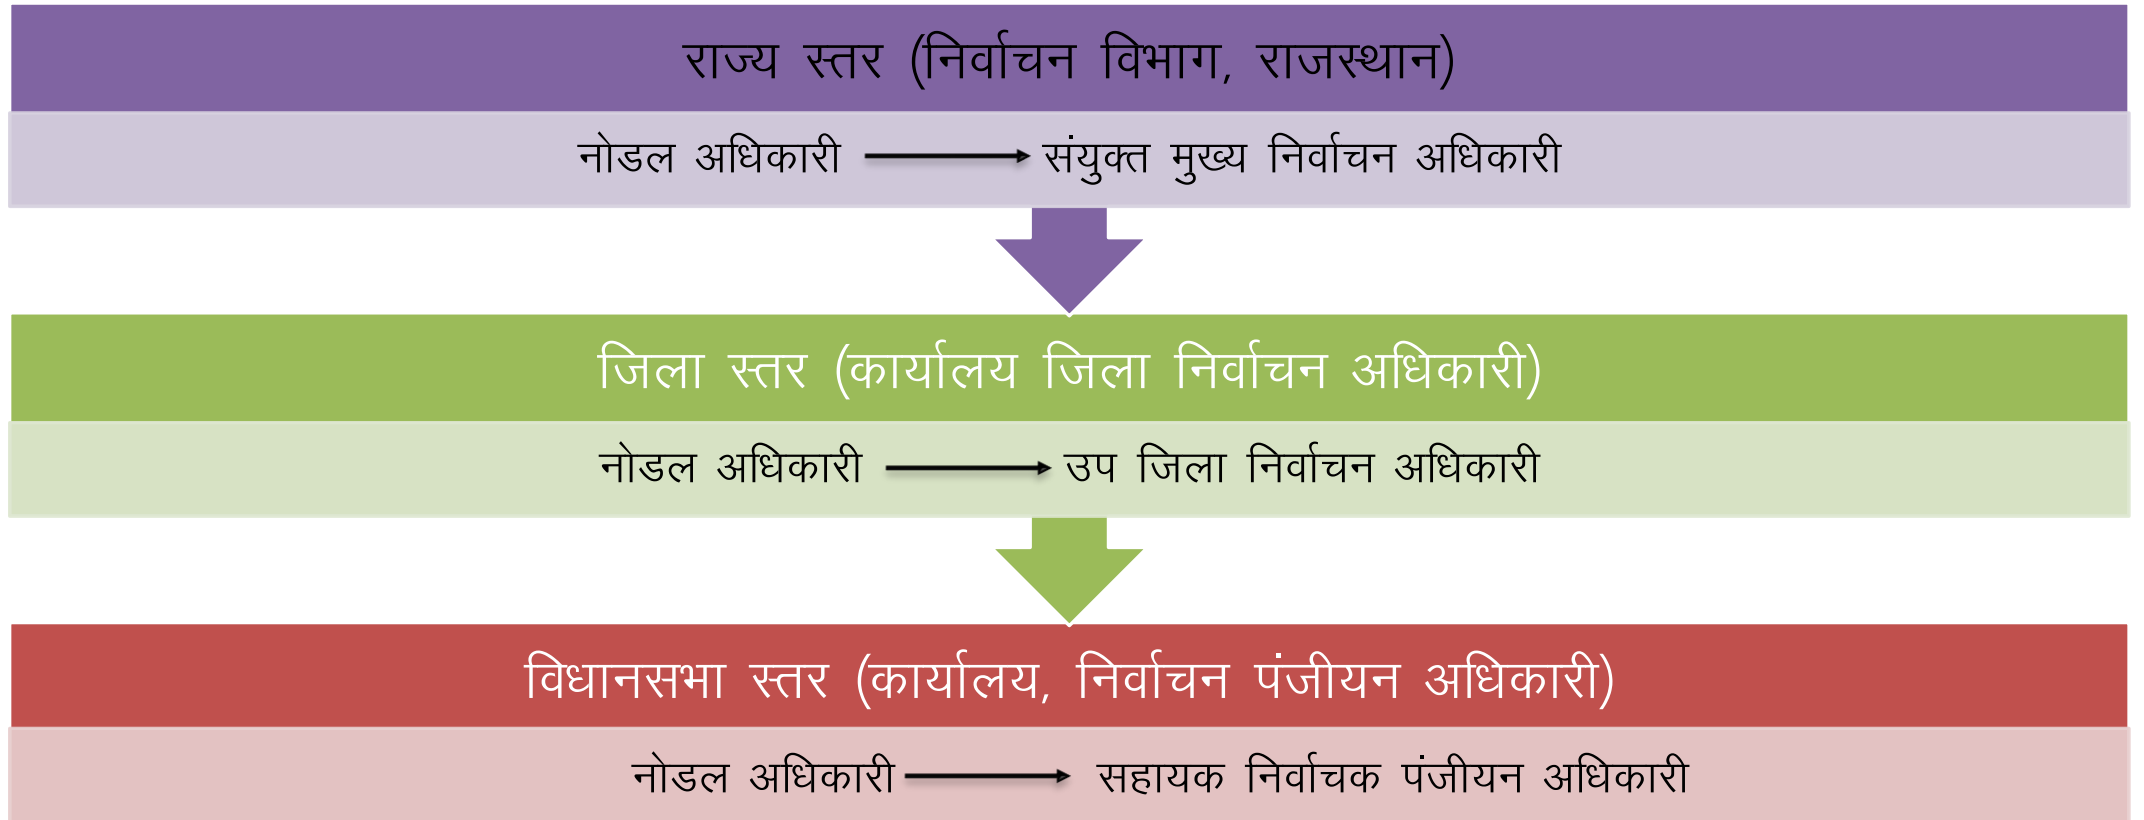 राज्य स्तर (निर्वाचन विभाग, राजस्थान)
नोडल अधिकारी → संयुक्त मुख्य निर्वाचन अधिकारी
जिला स्तर (कार्यालय जिला निर्वाचन अधिकारी)
नोडल अधिकारी → उप जिला निर्वाचन अधिकारी
विधानसभा स्तर (कार्यालय, निर्वाचन पंजीयन अधिकारी)
नोडल अधिकारी → सहायक निर्वाचक पंजीयन अधिकारी